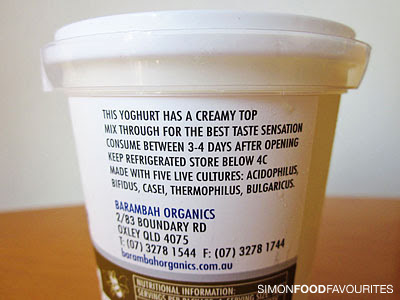 THIS YOGHURT HAS A CREAMY TOP
MIX THROUGH FOR THE BEST TASTE SENSATION
CONSUME BETWEEN 3-4 DAYS AFTER OPENING
KEEP REFRIGERATED STORE BELOW 4C
MADE WITH FIVE LIVE CULTURES: ACIDOPHILUS,
BIFIDUS, CASEI, THERMOPHILUS, BULGARICUS.
BARAMBAH ORGANICS
2/83 BOUNDARY RD
OXLEY QLD 4075
T: (07) 3278 1544 F: (07) 3278 1744
barambahorganics.com.au
NUTRITIONAL INFORMATION:
SERVINGS PER
SIMONFOODFAVOURITES